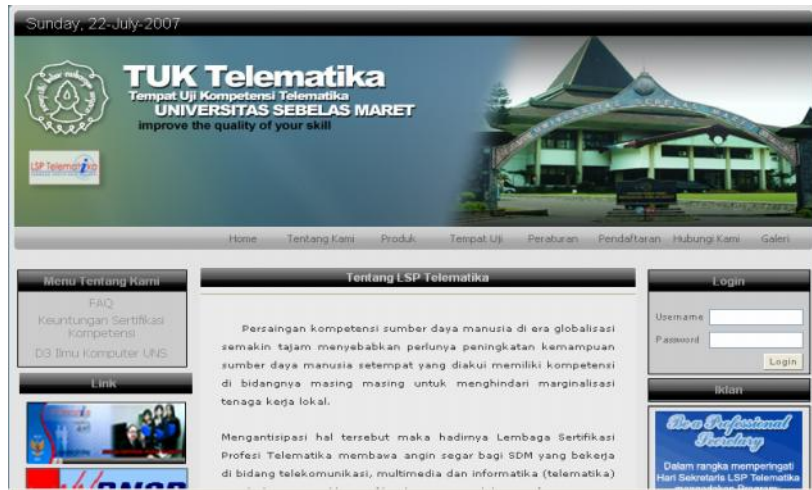 Sunday, 22-July-2007
TUK Telematika
Tempat Uji Kompetensi Telematika
UNIVERSITAS SEBELAS MARET
improve the quality of your skill
LSP Telematika
UNIVERSITAS SEBELAS MARET
Home Tentang Kami Produk Tempat Uji Peraturan Pendaftaran Hubungi Kami Galeri
Menu Tentang Kami
FAQ
Keuntungan Sertifikasi
Kompetensi
D3 Ilmu Komputer UNS
Link
Tentang LSP Telematika
Persaingan kompetensi sumber daya manusia di era globalisasi
semakin tajam menyebabkan perlunya peningkatan kemampuan
sumber daya manusia setempat yang diakui memiliki kompetensi
di bidangnya masing masing untuk menghindari marginalisasi
tenaga kerja lokal.
Mengantisipasi hal tersebut maka hadirnya Lembaga Sertifikasi
Profesi Telematika membawa angin segar bagi SDM yang bekerja
di bidang telekomunikasi, multimedia dan informatika (telematika)
Login
Username
Password
Login
Iklan
Be a Professional
Secretary
Dalam rangka memperingati
Hari Sekretaris LSP Telematika